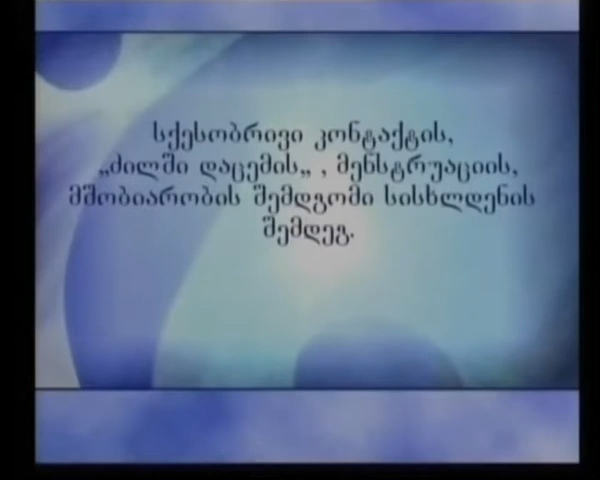 სქესობრივი კონტაქტის,
„ძილში დაცემის„ , მენსტრუაციის,
მშობიარობის შემდგომი სისხლდენის
შემდეგ.